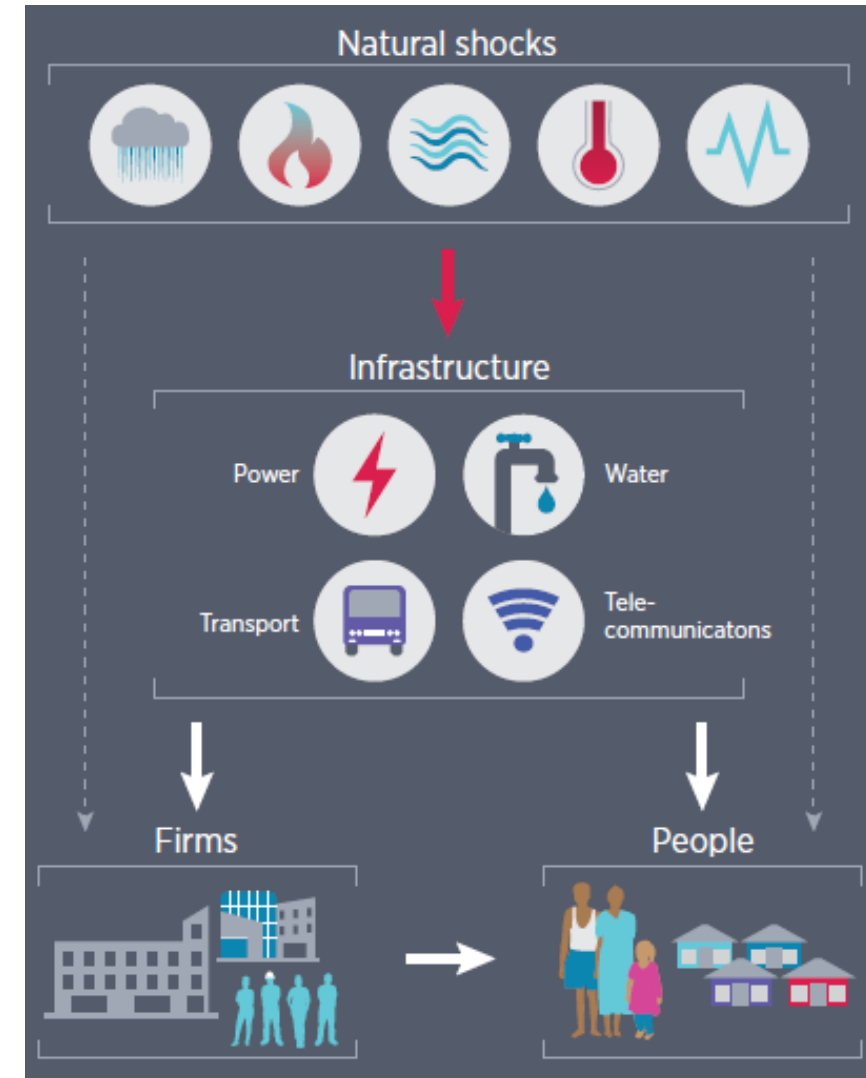 Natural shocks
Infrastructure
Power
Water
Transport
Tele-
communicatons
Firms
People